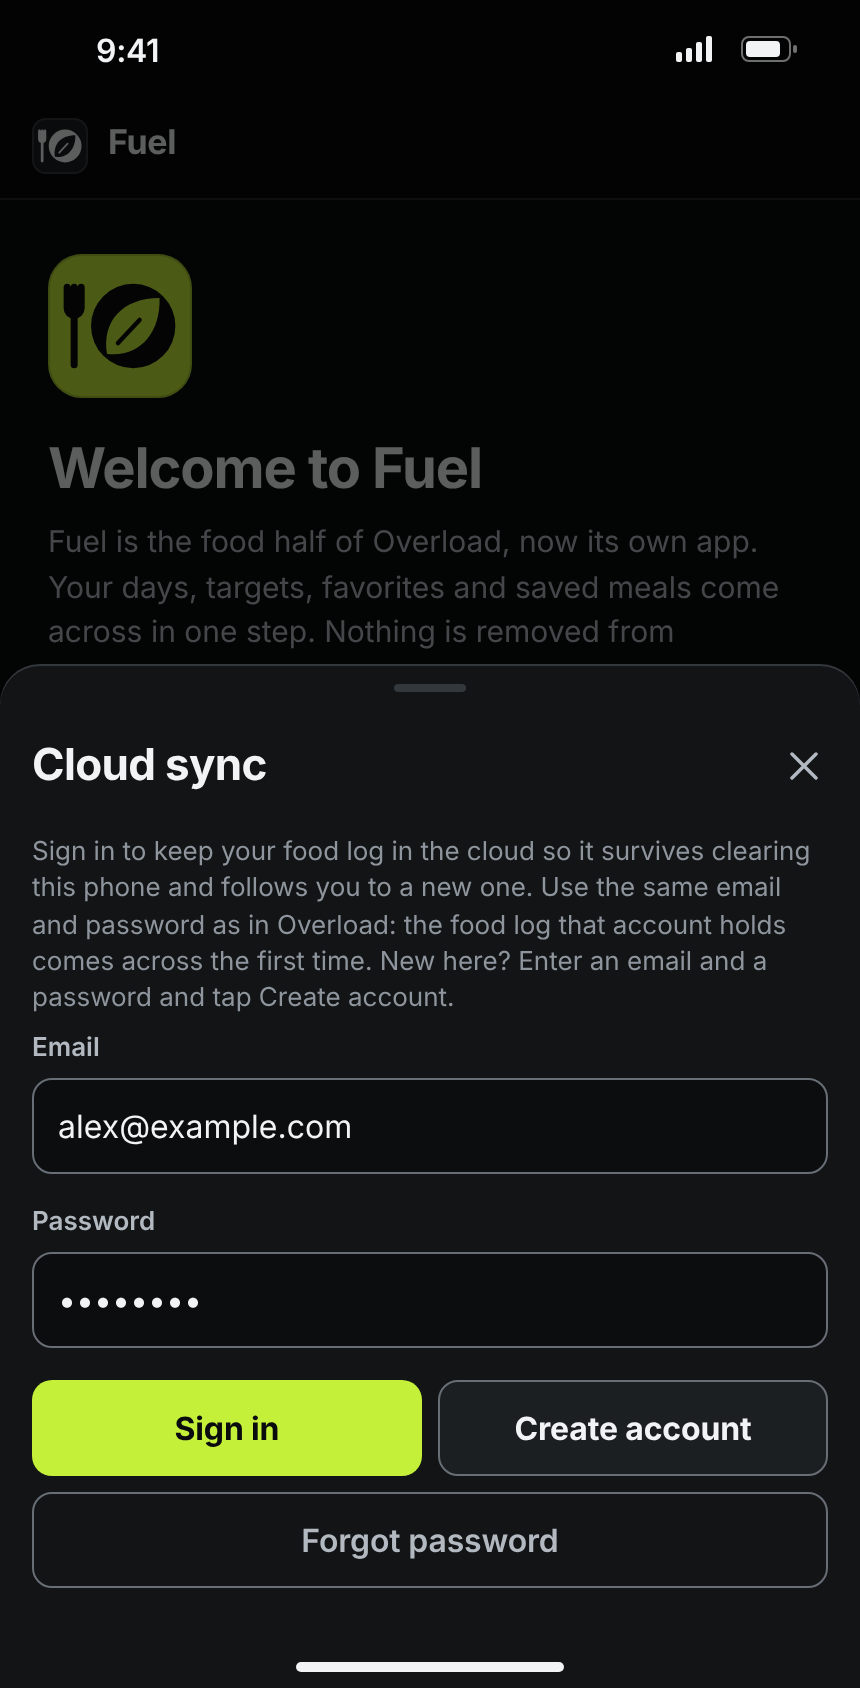 9:41
Fuel
Welcome to Fuel
Fuel is the food half of Overload, now its own app.
Your days, targets, favorites and saved meals come
across in one step. Nothing is removed from
Cloud sync
Sign in to keep your food log in the cloud so it survives clearing
this phone and follows you to a new one. Use the same email
and password as in Overload: the food log that account holds
comes across the first time. New here? Enter an email and a
password and tap Create account.
Email
alex@example.com
Password
••••••••
Sign in
Create account
Forgot password